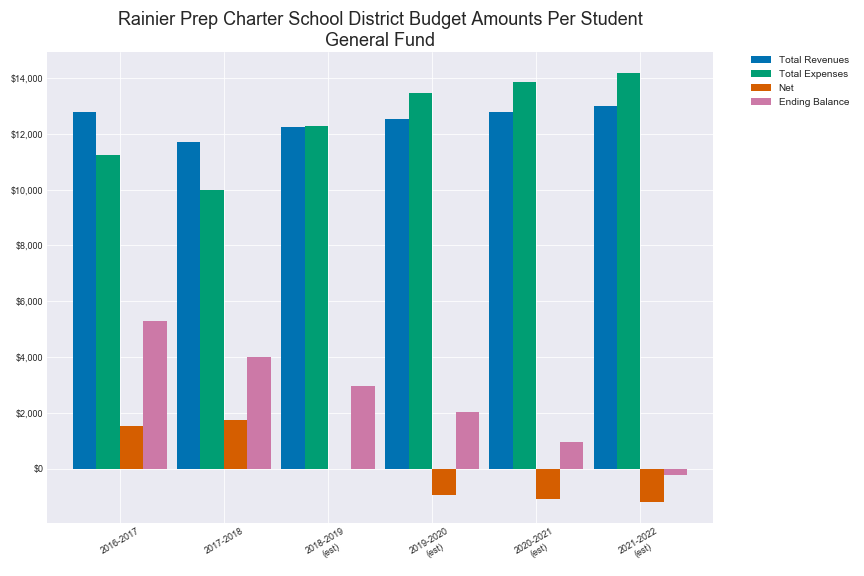 Rainier Prep Charter School District Budget Amounts Per Student
General Fund
Total Revenues
Total Expenses
Net
Ending Balance
$14,000
$12,000
$10,000
$8,000
$6,000
$4,000
$2,000
$0
2016-2017
2017-2018
2018-2019
(est)
2019-2020
(est)
2020-2021
(est)
2021-2022
(est)